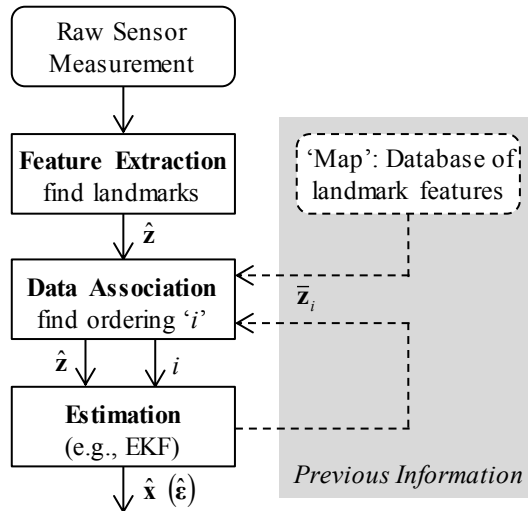 Raw Sensor
Measurement
Feature Extraction
find landmarks
ẑ
Data Association
find ordering ‘i’
ẑ
i
Estimation
(e.g., EKF)
x̂ (ε̂)
‘Map’: Database of
landmark features
z̄ᵢ
Previous Information